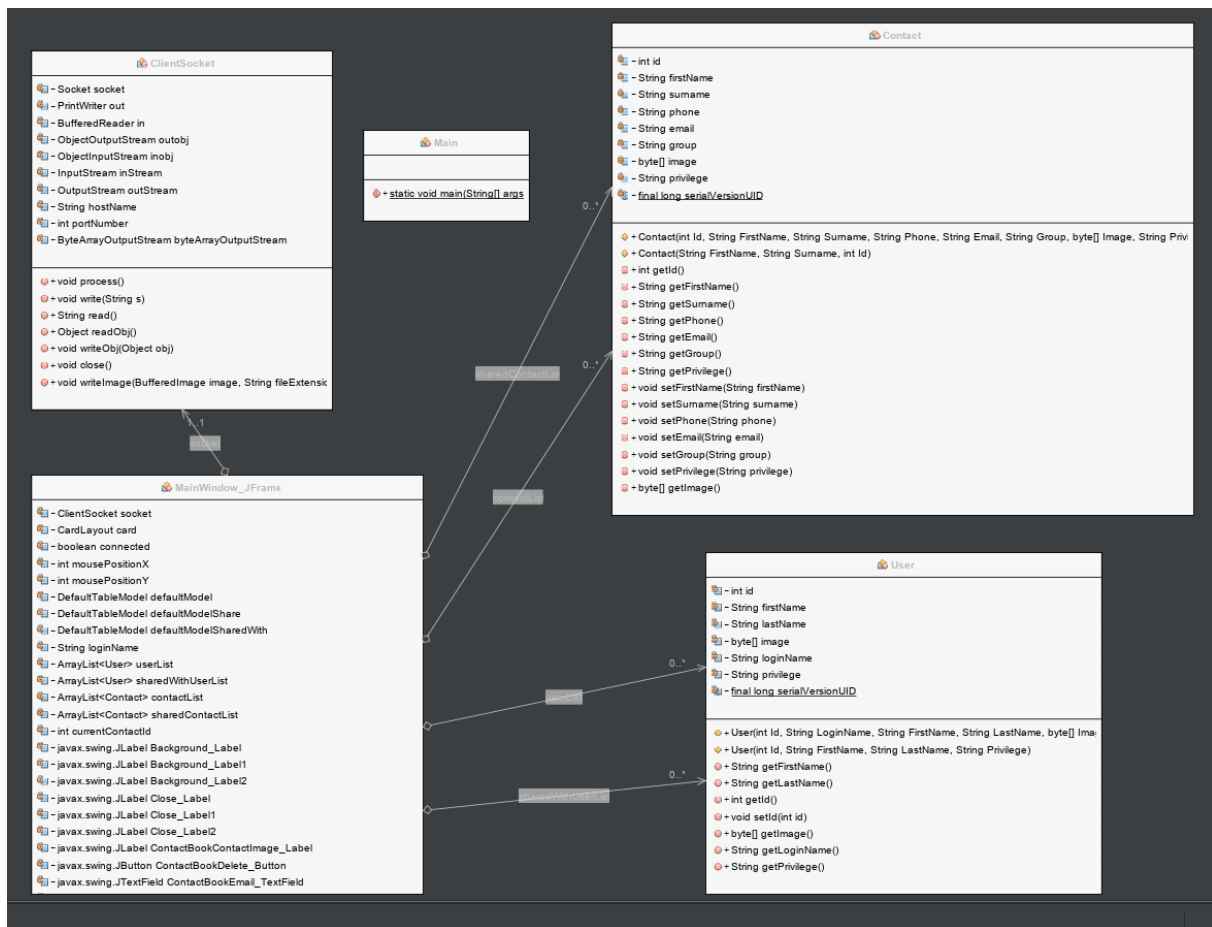 ClientSocket
- Socket socket
- PrintWriter out
- BufferedReader in
- ObjectOutputStream outobj
- ObjectInputStream inobj
- InputStream inStream
- OutputStream outStream
- String hostName
- int portNumber
- ByteArrayOutputStream byteArrayOutputStream
+ void process()
+ void write(String s)
+ String read()
+ Object readObj()
+ void writeObj(Object obj)
+ void close()
+ void writeImage(BufferedImage image, String fileExtensio
Main
+ static void main(String[] args
Contact
- int id
- String firstName
- String surname
- String phone
- String email
- String group
- byte[] image
- String privilege
- final long serialVersionUID
+ Contact(int Id, String FirstName, String Surname, String Phone, String Email, String Group, byte[] Image, String Privi
+ Contact(String FirstName, String Surname, int Id)
+ int getId()
+ String getFirstName()
+ String getSurname()
+ String getPhone()
+ String getEmail()
+ String getGroup()
+ String getPrivilege()
+ void setFirstName(String firstName)
+ void setSurname(String surname)
+ void setPhone(String phone)
+ void setEmail(String email)
+ void setGroup(String group)
+ void setPrivilege(String privilege)
+ byte[] getImage()
0..*
0..*
sharedContactList
contactList
1..1
socket
MainWindow_JFrame
- ClientSocket socket
- CardLayout card
- boolean connected
- int mousePositionX
- int mousePositionY
- DefaultTableModel defaultModel
- DefaultTableModel defaultModelShare
- DefaultTableModel defaultModelSharedWith
- String loginName
- ArrayList<User> userList
- ArrayList<User> sharedWithUserList
- ArrayList<Contact> contactList
- ArrayList<Contact> sharedContactList
- int currentContactId
- javax.swing.JLabel Background_Label
- javax.swing.JLabel Background_Label1
- javax.swing.JLabel Background_Label2
- javax.swing.JLabel Close_Label
- javax.swing.JLabel Close_Label1
- javax.swing.JLabel Close_Label2
- javax.swing.JLabel ContactBookContactImage_Label
- javax.swing.JButton ContactBookDelete_Button
- javax.swing.JTextField ContactBookEmail_TextField
0..*
userList
0..*
sharedWithUserList
User
- int id
- String firstName
- String lastName
- byte[] image
- String loginName
- String privilege
- final long serialVersionUID
+ User(int Id, String LoginName, String FirstName, String LastName, byte[] Imag
+ User(int Id, String FirstName, String LastName, String Privilege)
+ String getFirstName()
+ String getLastName()
+ int getId()
+ void setId(int id)
+ byte[] getImage()
+ String getLoginName()
+ String getPrivilege()